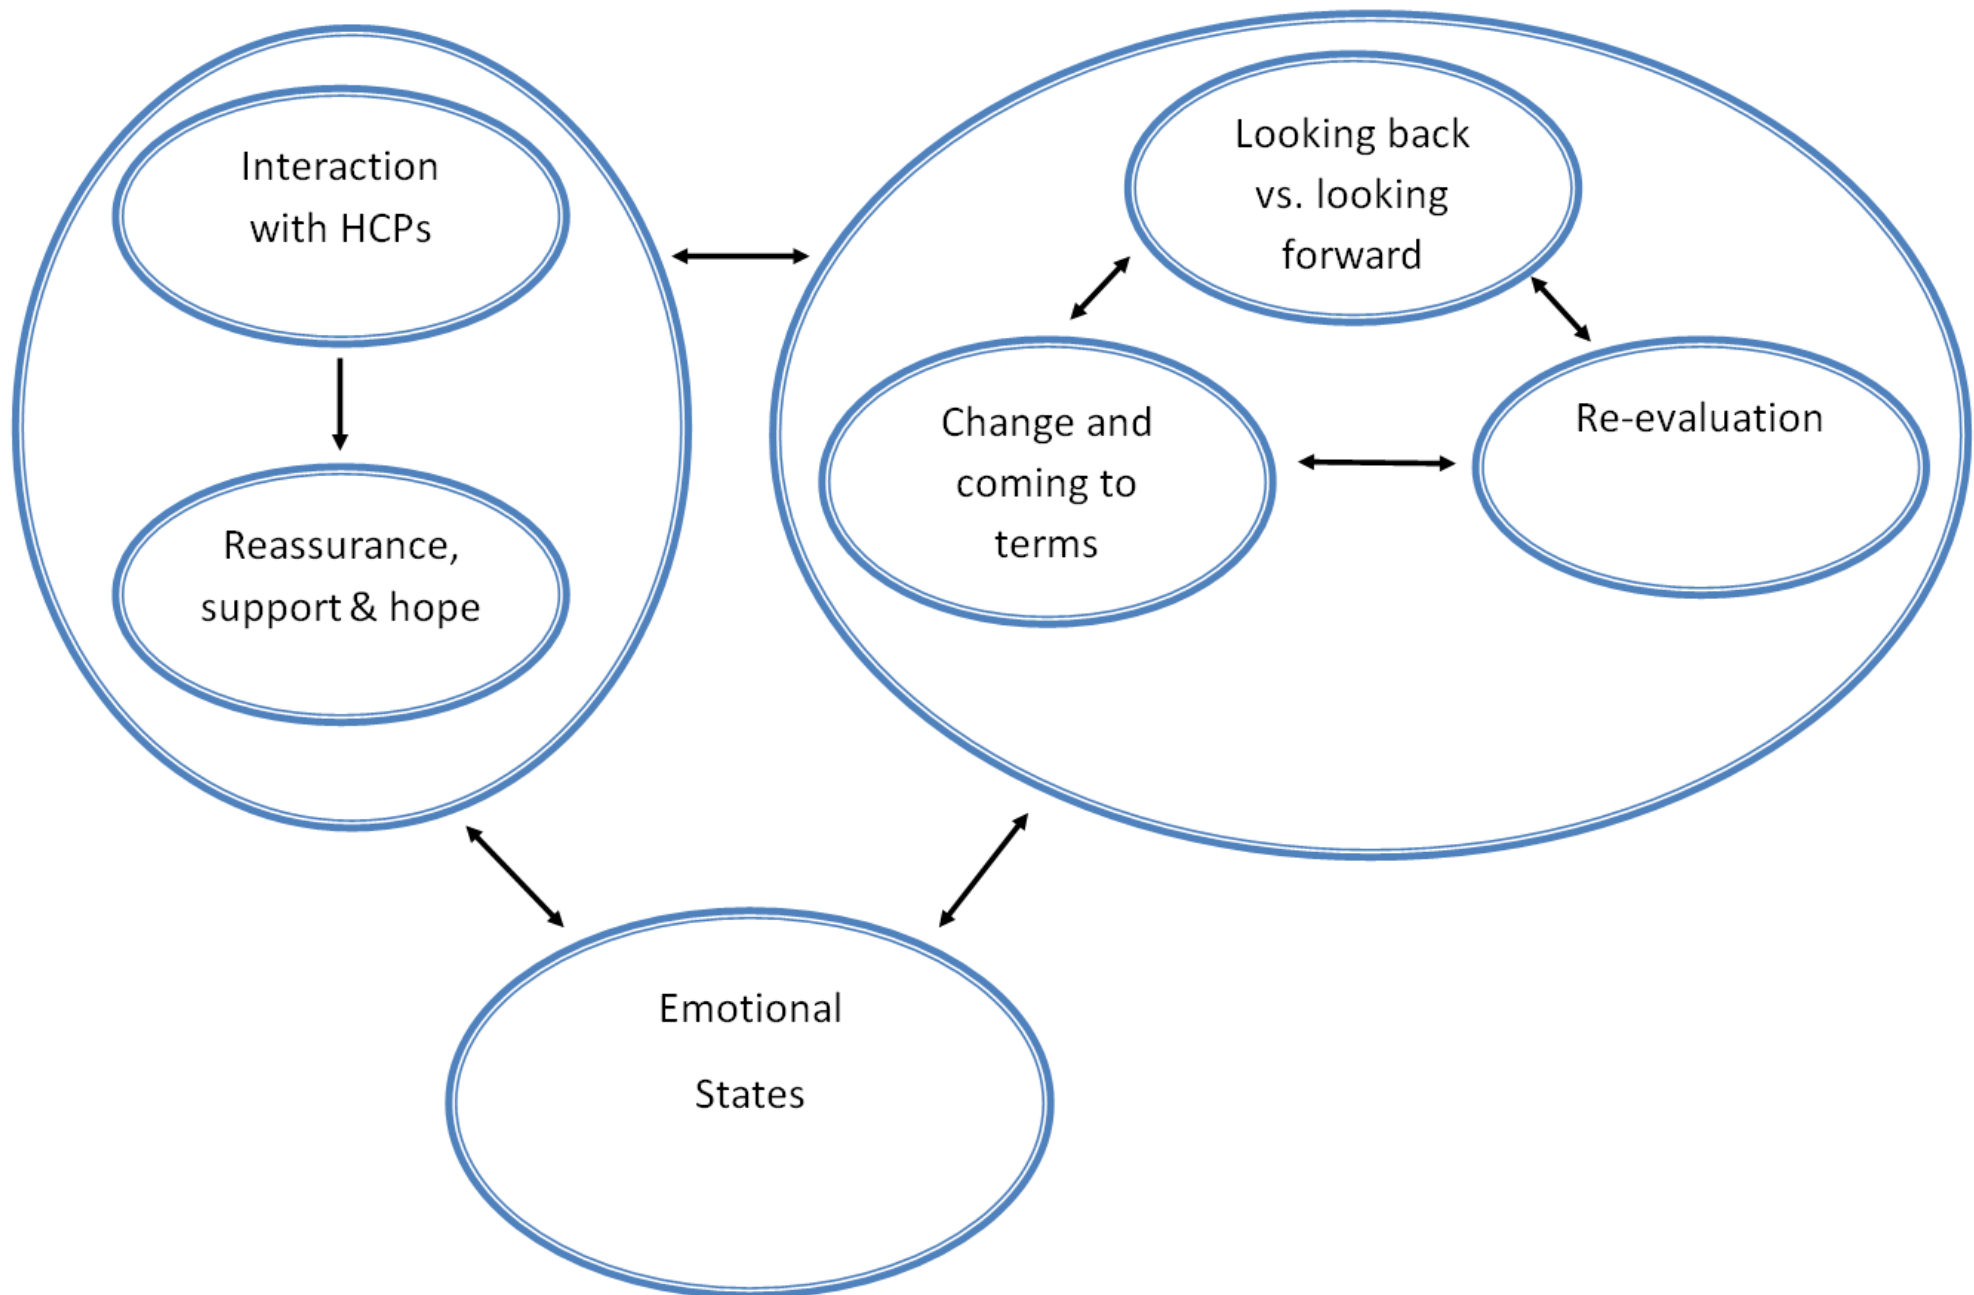 Interaction
with HCPs
Reassurance,
support & hope
Looking back
vs. looking
forward
Change and
coming to
terms
Re-evaluation
Emotional
States